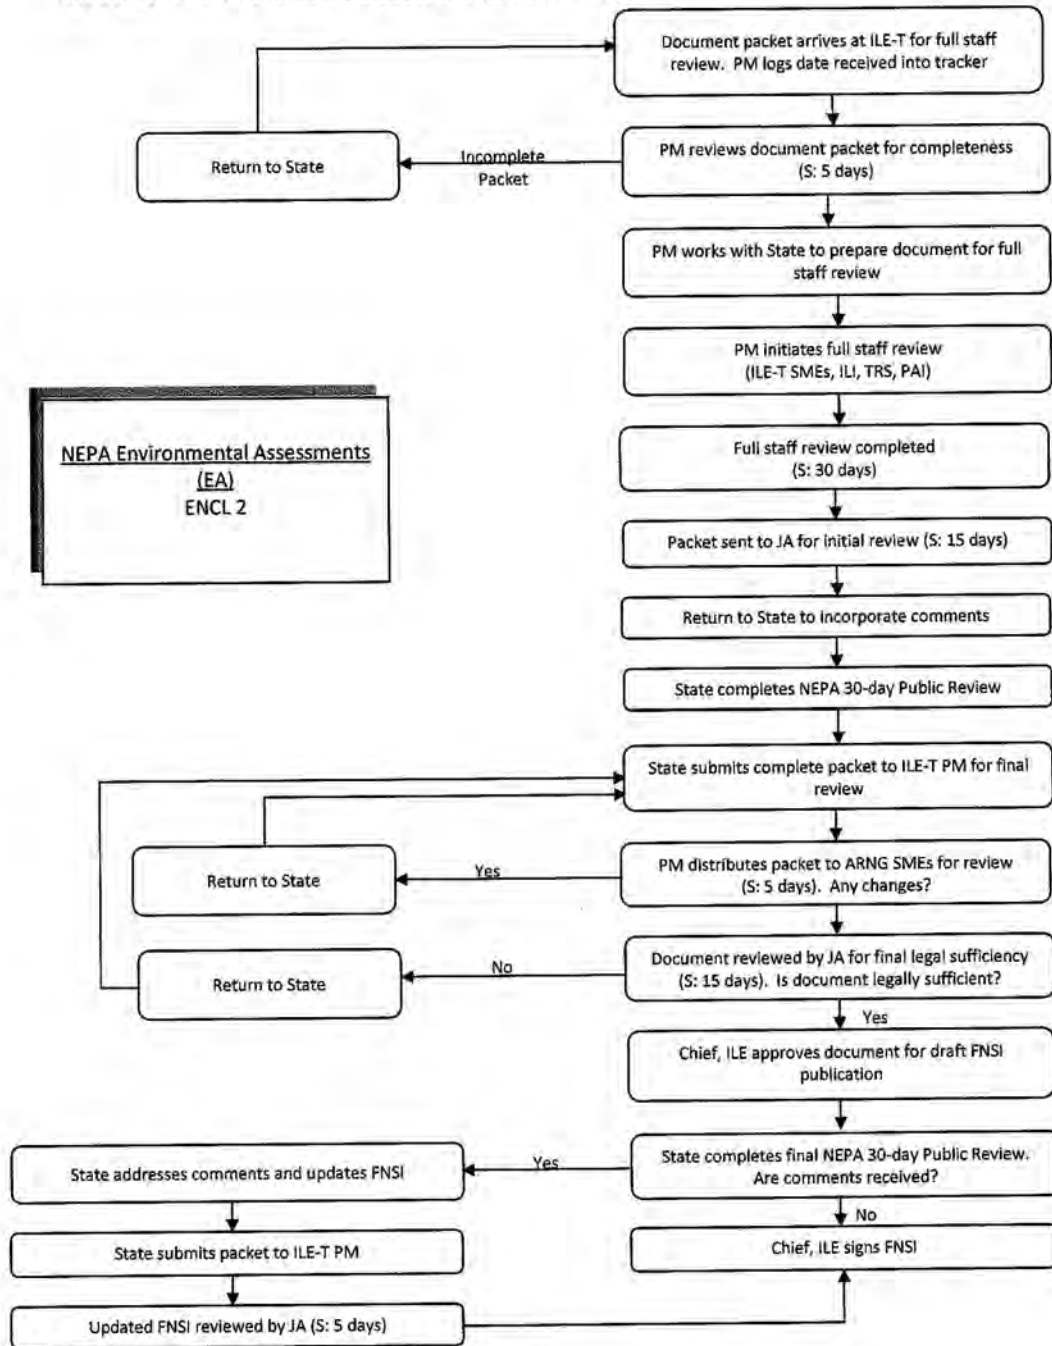 Document packet arrives at ILE-T for full staff
review. PM logs date received into tracker
PM reviews document packet for completeness
(S: 5 days)
Incomplete
Packet
Return to State
PM works with State to prepare document for full
staff review
PM initiates full staff review
(ILE-T SMEs, ILI, TRS, PAI)
NEPA Environmental Assessments
(EA)
ENCL 2
Full staff review completed
(S: 30 days)
Packet sent to JA for initial review (S: 15 days)
Return to State to incorporate comments
State completes NEPA 30-day Public Review
State submits complete packet to ILE-T PM for final
review
PM distributes packet to ARNG SMEs for review
(S: 5 days). Any changes?
Yes
Return to State
Document reviewed by JA for final legal sufficiency
(S: 15 days). Is document legally sufficient?
No
Return to State
Yes
Chief, ILE approves document for draft FNSI
publication
State completes final NEPA 30-day Public Review.
Are comments received?
Yes
State addresses comments and updates FNSI
No
State submits packet to ILE-T PM
Chief, ILE signs FNSI
Updated FNSI reviewed by JA (S: 5 days)